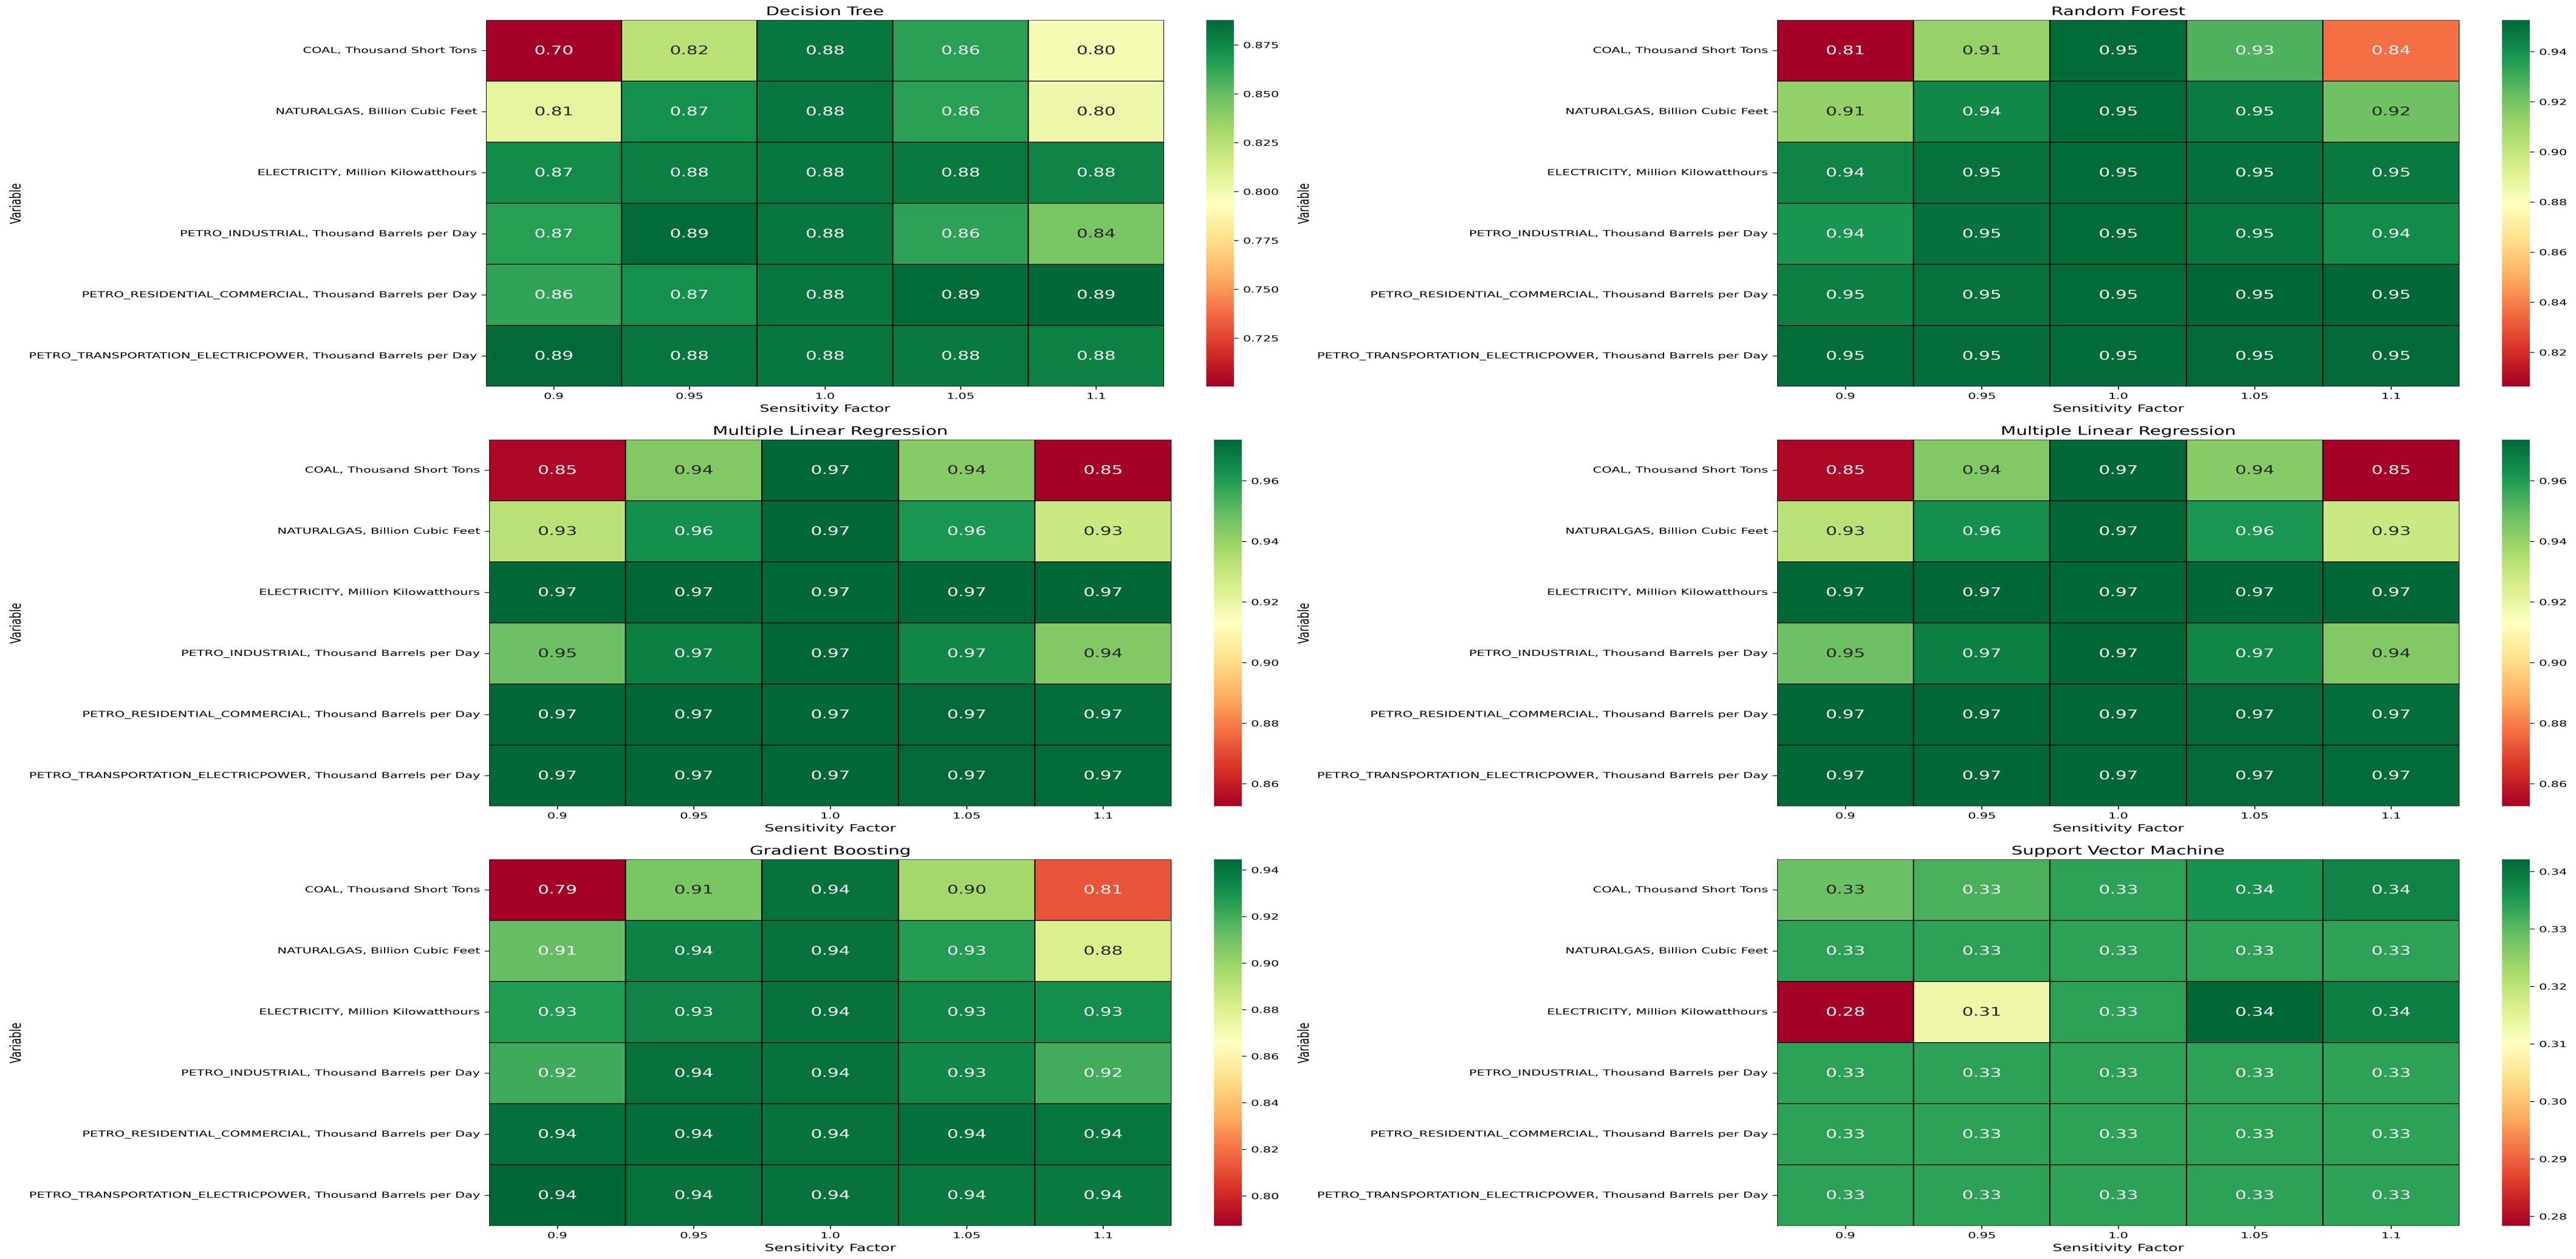 Decision Tree
Variable
COAL, Thousand Short Tons 0.70 0.82 0.88 0.86 0.80
NATURALGAS, Billion Cubic Feet 0.81 0.87 0.88 0.86 0.80
ELECTRICITY, Million Kilowatthours 0.87 0.88 0.88 0.88 0.88
PETRO_INDUSTRIAL, Thousand Barrels per Day 0.87 0.89 0.88 0.86 0.84
PETRO_RESIDENTIAL_COMMERCIAL, Thousand Barrels per Day 0.86 0.87 0.88 0.89 0.89
PETRO_TRANSPORTATION_ELECTRICPOWER, Thousand Barrels per Day 0.89 0.88 0.88 0.88 0.88
0.9 0.95 1.0 1.05 1.1
Sensitivity Factor
0.875
0.850
0.825
0.800
0.775
0.750
0.725
Random Forest
Variable
COAL, Thousand Short Tons 0.81 0.91 0.95 0.93 0.84
NATURALGAS, Billion Cubic Feet 0.91 0.94 0.95 0.95 0.92
ELECTRICITY, Million Kilowatthours 0.94 0.95 0.95 0.95 0.95
PETRO_INDUSTRIAL, Thousand Barrels per Day 0.94 0.95 0.95 0.95 0.94
PETRO_RESIDENTIAL_COMMERCIAL, Thousand Barrels per Day 0.95 0.95 0.95 0.95 0.95
PETRO_TRANSPORTATION_ELECTRICPOWER, Thousand Barrels per Day 0.95 0.95 0.95 0.95 0.95
0.9 0.95 1.0 1.05 1.1
Sensitivity Factor
0.94
0.92
0.90
0.88
0.86
0.84
0.82
Multiple Linear Regression
Variable
COAL, Thousand Short Tons 0.85 0.94 0.97 0.94 0.85
NATURALGAS, Billion Cubic Feet 0.93 0.96 0.97 0.96 0.93
ELECTRICITY, Million Kilowatthours 0.97 0.97 0.97 0.97 0.97
PETRO_INDUSTRIAL, Thousand Barrels per Day 0.95 0.97 0.97 0.97 0.94
PETRO_RESIDENTIAL_COMMERCIAL, Thousand Barrels per Day 0.97 0.97 0.97 0.97 0.97
PETRO_TRANSPORTATION_ELECTRICPOWER, Thousand Barrels per Day 0.97 0.97 0.97 0.97 0.97
0.9 0.95 1.0 1.05 1.1
Sensitivity Factor
0.96
0.94
0.92
0.90
0.88
0.86
Multiple Linear Regression
Variable
COAL, Thousand Short Tons 0.85 0.94 0.97 0.94 0.85
NATURALGAS, Billion Cubic Feet 0.93 0.96 0.97 0.96 0.93
ELECTRICITY, Million Kilowatthours 0.97 0.97 0.97 0.97 0.97
PETRO_INDUSTRIAL, Thousand Barrels per Day 0.95 0.97 0.97 0.97 0.94
PETRO_RESIDENTIAL_COMMERCIAL, Thousand Barrels per Day 0.97 0.97 0.97 0.97 0.97
PETRO_TRANSPORTATION_ELECTRICPOWER, Thousand Barrels per Day 0.97 0.97 0.97 0.97 0.97
0.9 0.95 1.0 1.05 1.1
Sensitivity Factor
0.96
0.94
0.92
0.90
0.88
0.86
Gradient Boosting
Variable
COAL, Thousand Short Tons 0.79 0.91 0.94 0.90 0.81
NATURALGAS, Billion Cubic Feet 0.91 0.94 0.94 0.93 0.88
ELECTRICITY, Million Kilowatthours 0.93 0.93 0.94 0.93 0.93
PETRO_INDUSTRIAL, Thousand Barrels per Day 0.92 0.94 0.94 0.93 0.92
PETRO_RESIDENTIAL_COMMERCIAL, Thousand Barrels per Day 0.94 0.94 0.94 0.94 0.94
PETRO_TRANSPORTATION_ELECTRICPOWER, Thousand Barrels per Day 0.94 0.94 0.94 0.94 0.94
0.9 0.95 1.0 1.05 1.1
Sensitivity Factor
0.94
0.92
0.90
0.88
0.86
0.84
0.82
0.80
Support Vector Machine
Variable
COAL, Thousand Short Tons 0.33 0.33 0.33 0.34 0.34
NATURALGAS, Billion Cubic Feet 0.33 0.33 0.33 0.33 0.33
ELECTRICITY, Million Kilowatthours 0.28 0.31 0.33 0.34 0.34
PETRO_INDUSTRIAL, Thousand Barrels per Day 0.33 0.33 0.33 0.33 0.33
PETRO_RESIDENTIAL_COMMERCIAL, Thousand Barrels per Day 0.33 0.33 0.33 0.33 0.33
PETRO_TRANSPORTATION_ELECTRICPOWER, Thousand Barrels per Day 0.33 0.33 0.33 0.33 0.33
0.9 0.95 1.0 1.05 1.1
Sensitivity Factor
0.34
0.33
0.32
0.31
0.30
0.29
0.28